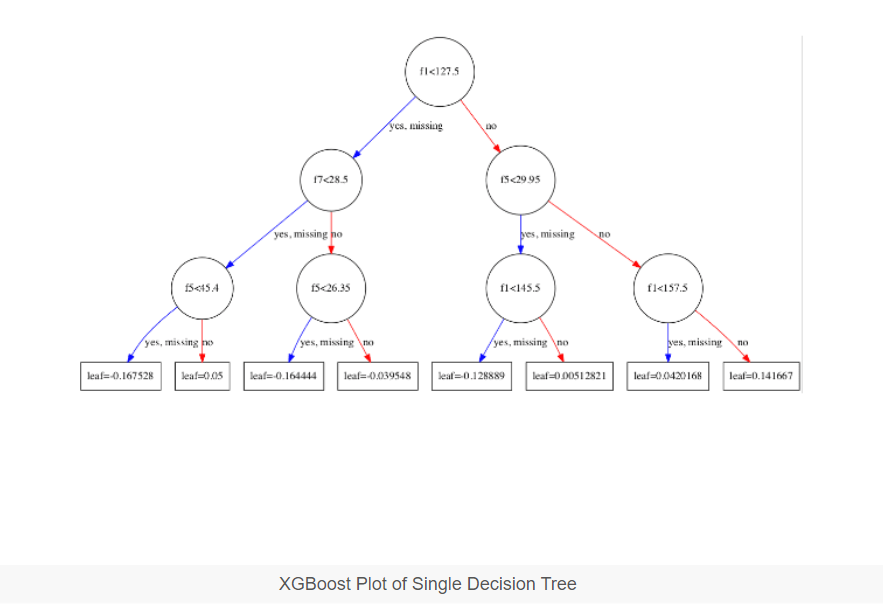 f1<127.5
yes, missing
no
f7<28.5
f5<29.95
yes, missing
no
yes, missing
no
f5<45.4
f5<26.35
f1<145.5
f1<157.5
yes, missing
no
yes, missing
no
yes, missing
no
yes, missing
no
leaf=-0.167528
leaf=0.05
leaf=-0.164444
leaf=-0.039548
leaf=-0.128889
leaf=0.00512821
leaf=0.0420168
leaf=0.141667
XGBoost Plot of Single Decision Tree